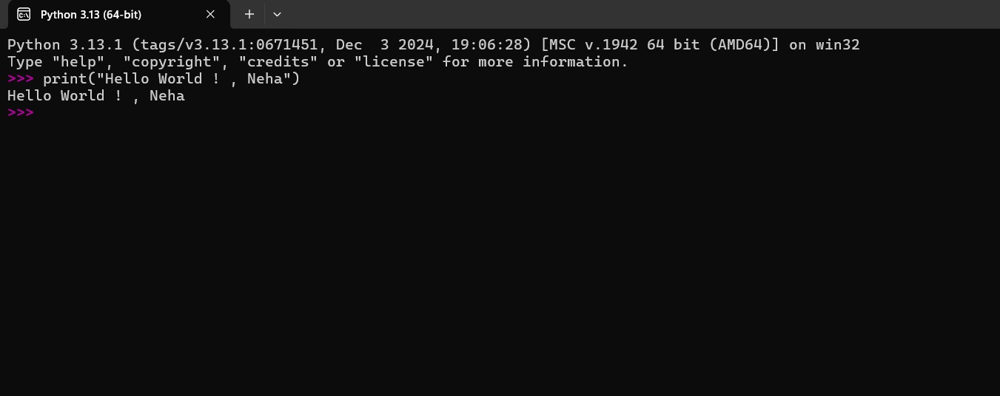 Python 3.13 (64-bit)
Python 3.13.1 (tags/v3.13.1:0671451, Dec  3 2024, 19:06:28) [MSC v.1942 64 bit (AMD64)] on win32
Type "help", "copyright", "credits" or "license" for more information.
>>> print("Hello World ! , Neha")
Hello World ! , Neha
>>>